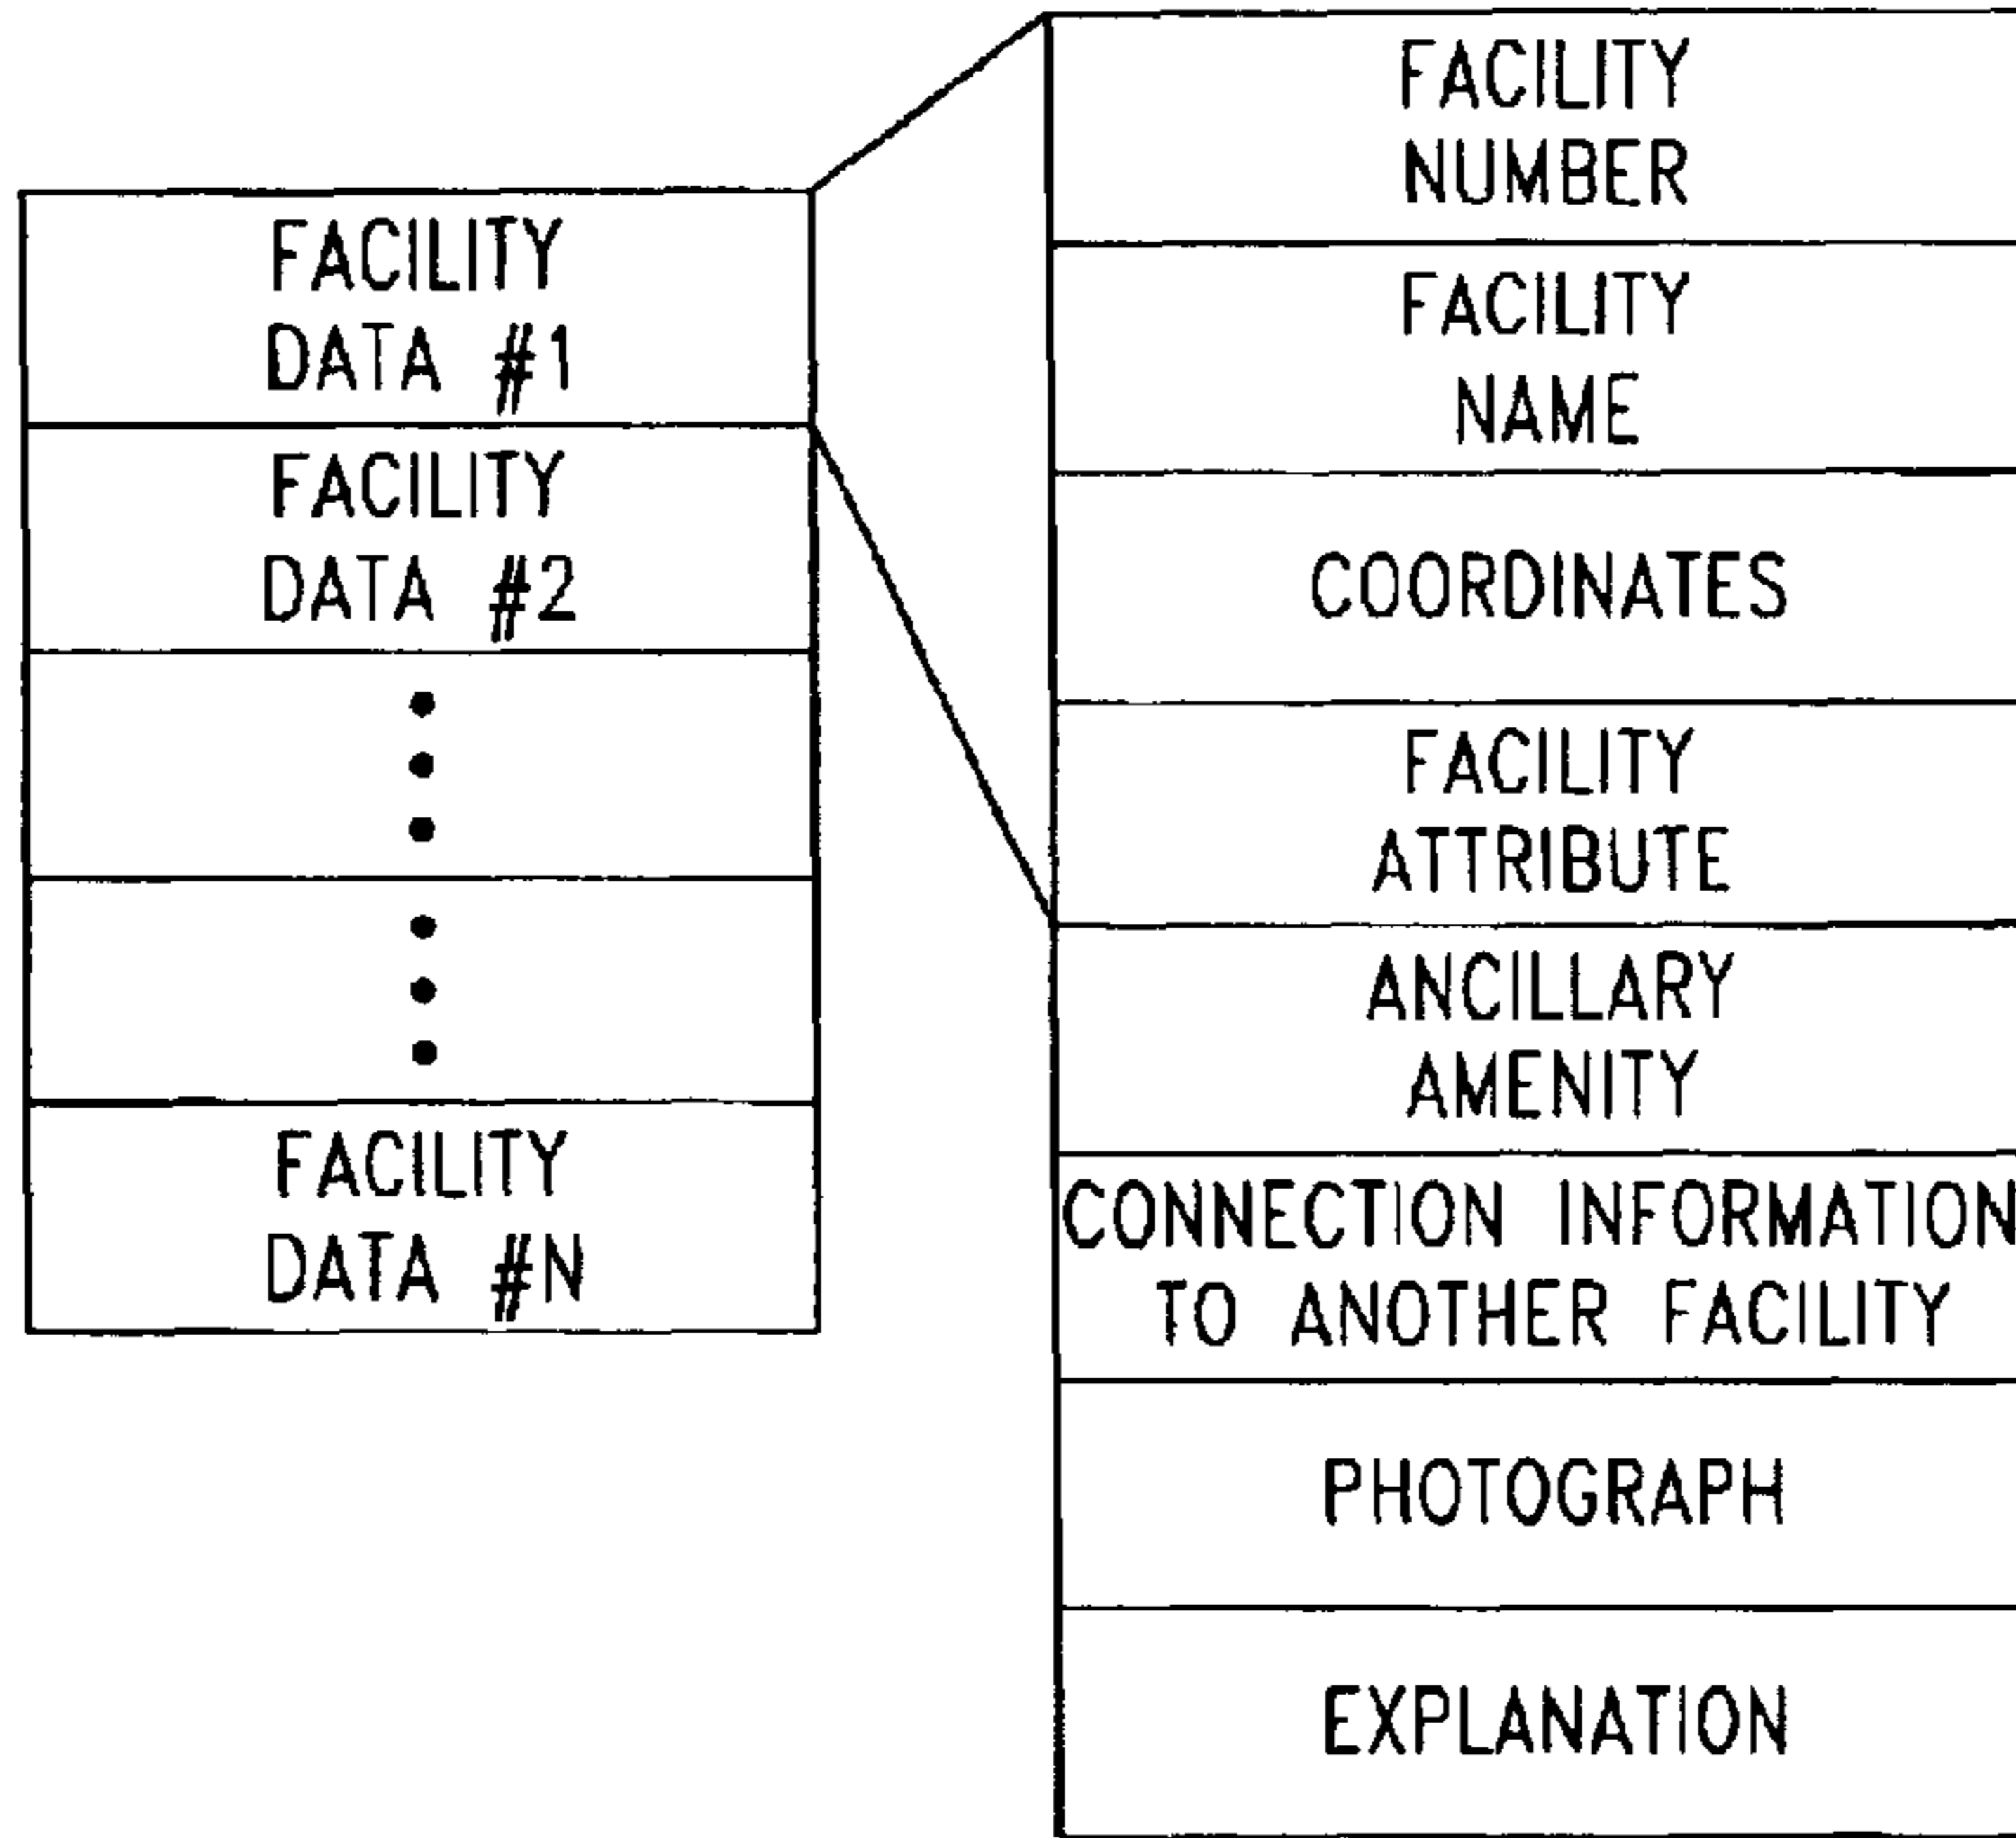 FACILITY
DATA #1
FACILITY
DATA #2
FACILITY
DATA #N
FACILITY
NUMBER
FACILITY
NAME
COORDINATES
FACILITY
ATTRIBUTE
ANCILLARY
AMENITY
CONNECTION INFORMATION
TO ANOTHER FACILITY
PHOTOGRAPH
EXPLANATION